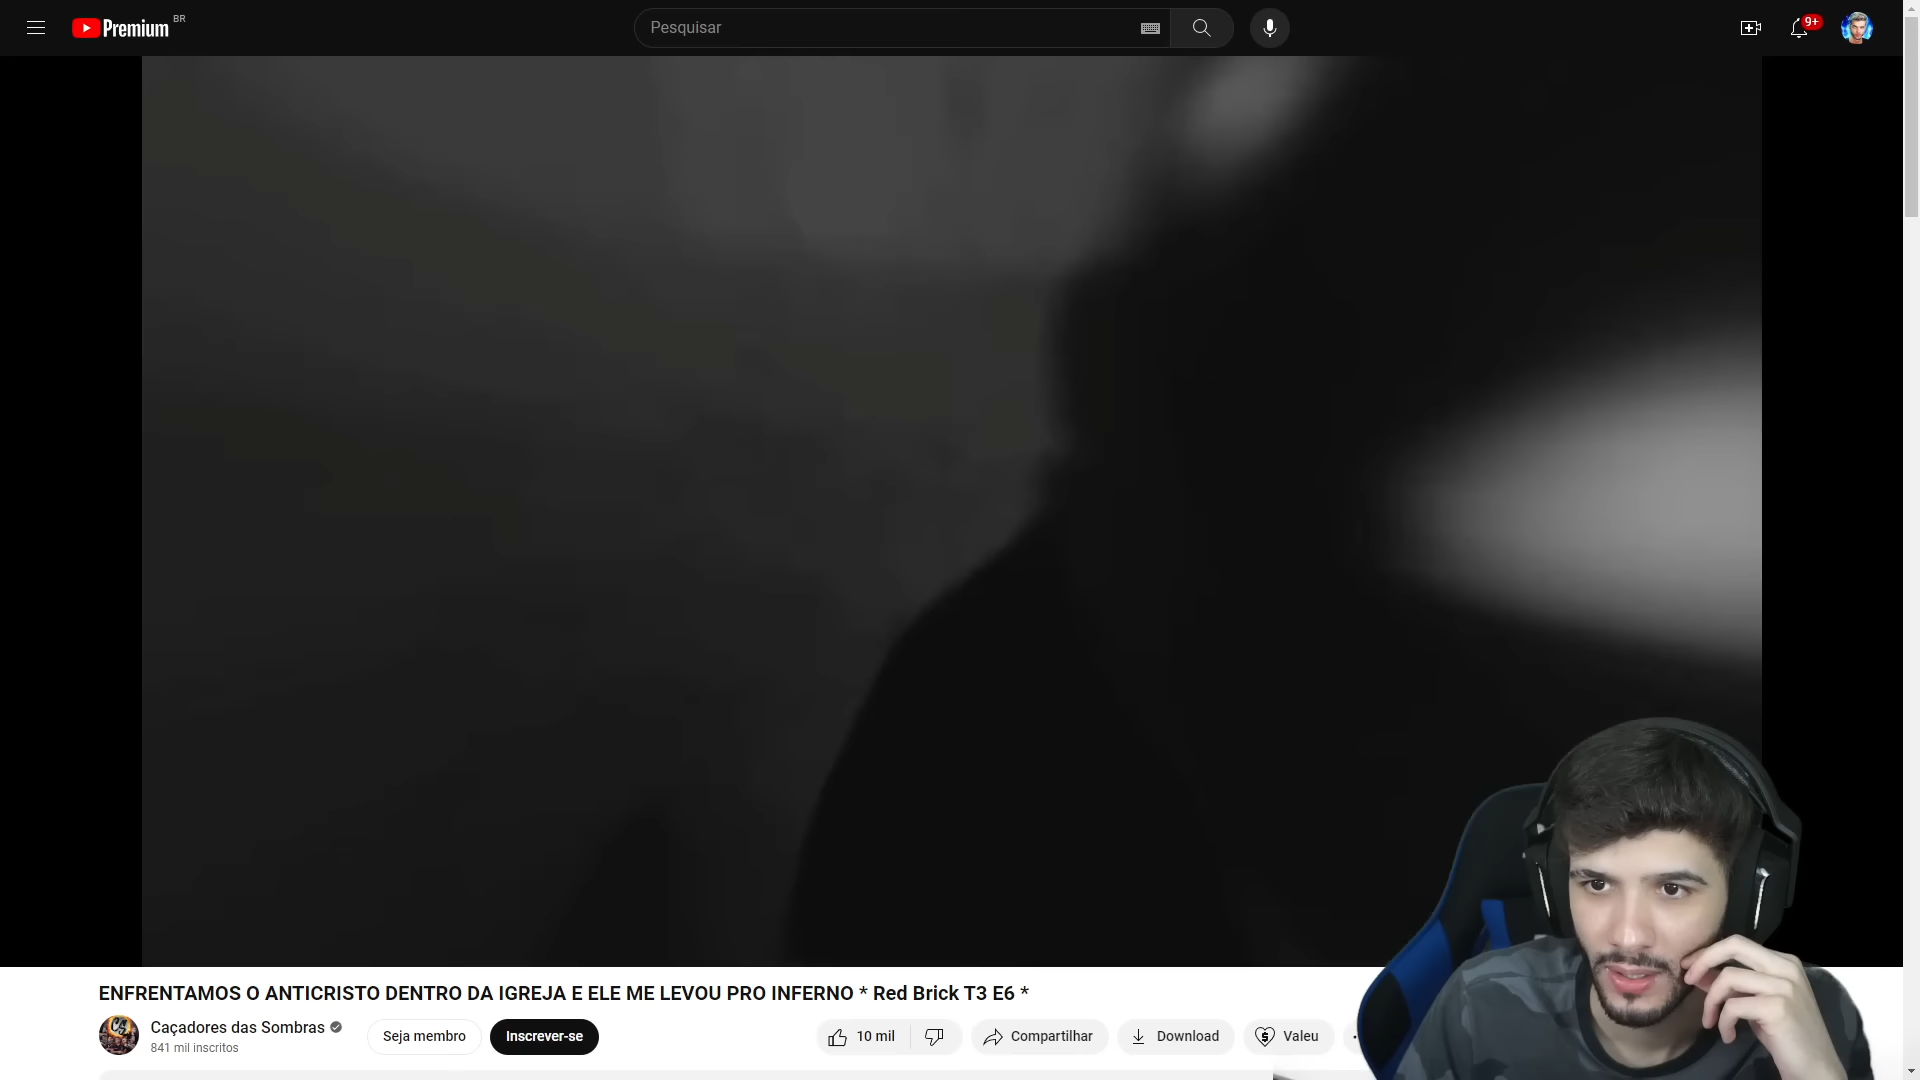 Premium BR
Pesquisar
9+
ENFRENTAMOS O ANTICRISTO DENTRO DA IGREJA E ELE ME LEVOU PRO INFERNO * Red Brick T3 E6 *
CS
Caçadores das Sombras
841 mil inscritos
Seja membro
Inscrever-se
10 mil
Compartilhar
Download
Valeu